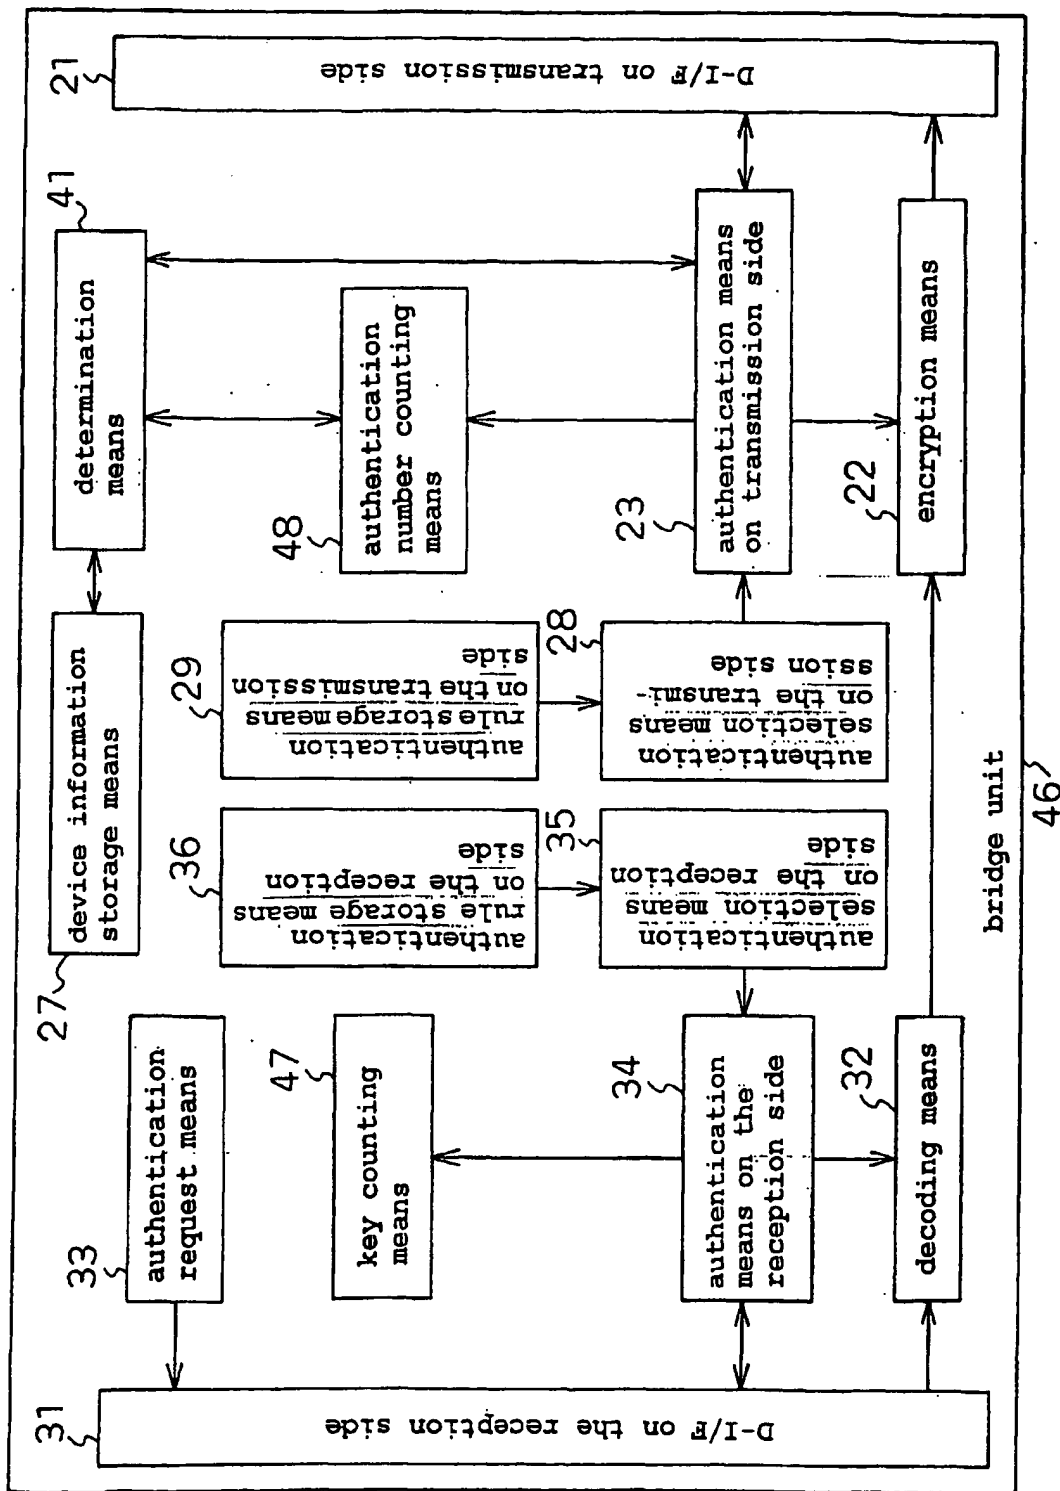 31
D-I/F on the reception side
33
authentication
request means
47
key counting
means
34
authentication
means on the
reception side
32
decoding means
27
device information
storage means
36
authentication
rule storage means
on the reception
side
35
authentication
selection means
on the reception
side
29
authentication
rule storage means
on the transmission
side
28
authentication
selection means
on the transmi-
ssion side
41
determination
means
48
authentication
number counting
means
23
authentication means
on transmission side
22
encryption means
21
D-I/F on transmission side
bridge unit
46